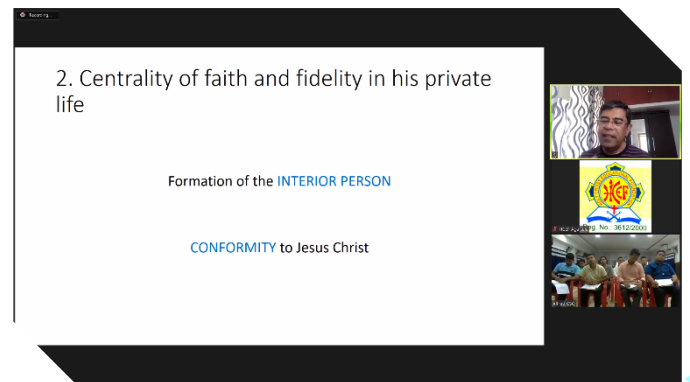 Recording...
2. Centrality of faith and fidelity in his private
life
Formation of the INTERIOR PERSON
CONFORMITY to Jesus Christ
HCEF
Reg. No.: 3612/2000